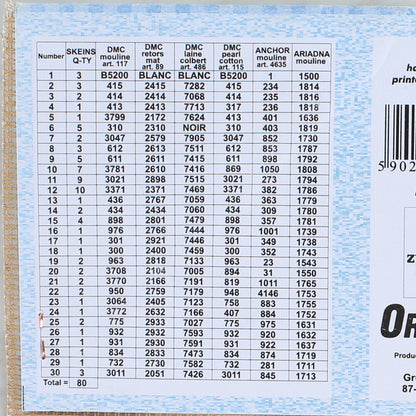 Number SKEINS Q-TY DMC mouline art. 117 DMC retors mat art. 89 DMC laine colbert art. 486 DMC pearl cotton art. 115 ANCHOR mouline art. 4635 ARIADNA mouline
1 3 B5200 BLANC BLANC B5200 1 1500
2 3 415 2415 7282 415 234 1814
3 2 414 2414 7068 414 235 1816
4 1 413 2413 7713 317 236 1818
5 1 3799 2172 7624 413 401 1636
6 5 310 2310 NOIR 310 403 1819
7 2 3047 2579 7905 3047 852 1730
8 3 612 2613 7511 612 853 1787
9 5 611 2611 7415 611 898 1792
10 7 3781 2610 7416 869 1050 1808
11 9 3021 2898 7515 3021 273 1794
12 10 3371 2371 7469 3371 382 1786
13 1 436 2767 7059 436 363 1779
14 2 434 2434 7060 434 309 1780
15 4 898 2801 7479 898 357 1781
16 1 976 2766 7444 976 1001 1739
17 1 301 2921 7446 301 349 1738
18 1 300 2400 7459 300 352 1743
19 2 963 2818 7133 963 23 1543
20 2 3708 2104 7005 894 31 1550
21 2 3770 2166 7191 819 1011 1765
22 2 950 2759 7179 948 4146 1753
23 1 3064 2405 7123 758 883 1755
24 1 3772 2632 7166 407 884 1752
25 2 775 2933 7027 775 975 1631
26 1 932 2932 7593 932 920 1632
27 1 931 2930 7591 931 922 1637
28 1 834 2833 7473 834 874 1719
29 1 732 2730 7582 732 281 1711
30 3 3011 2051 7426 3011 845 1713
Total = 80
ha
printe
5902
Z
OR
Produc
Gr
87-